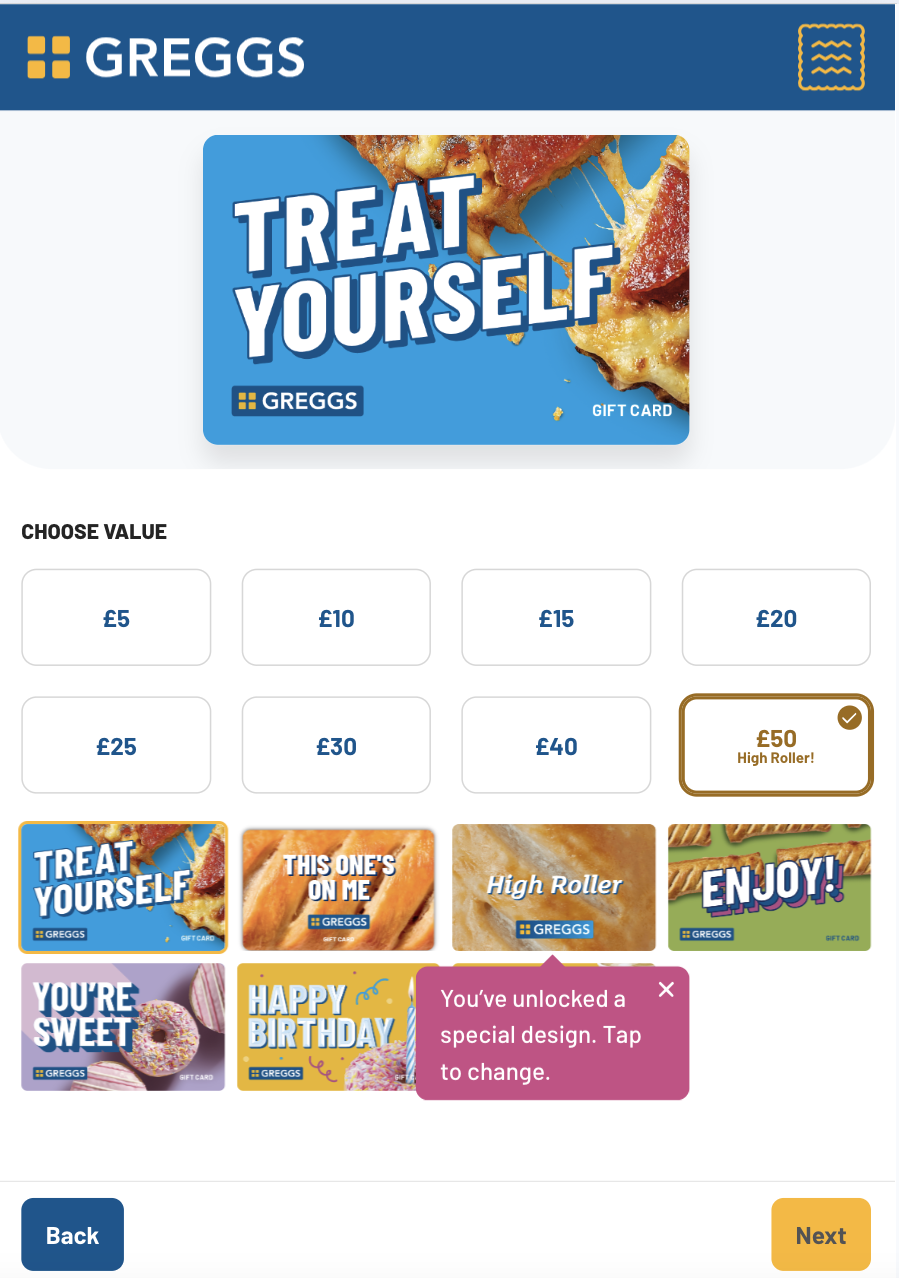 GREGGS
TREAT
YOURSELF
GREGGS
GIFT CARD
CHOOSE VALUE
£5
£10
£15
£20
£25
£30
£40
£50
High Roller!
TREAT
YOURSELF
GREGGS
GIFT CARD
THIS ONE'S
ON ME
GREGGS
GIFT CARD
High Roller
GREGGS
ENJOY!
GREGGS
GIFT CARD
YOU'RE
SWEET
GREGGS
GIFT CARD
HAPPY
BIRTHDAY
GREGGS
You've unlocked a
special design. Tap
to change.
Back
Next